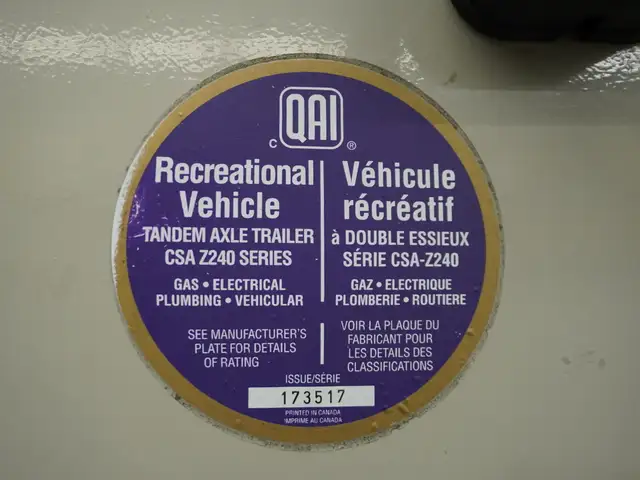 QAI
C ®
Recreational
Vehicle
TANDEM AXLE TRAILER
CSA Z240 SERIES
GAS • ELECTRICAL
PLUMBING • VEHICULAR
SEE MANUFACTURER'S
PLATE FOR DETAILS
OF RATING
Véhicule
récréatif
à DOUBLE ESSIEUX
SÉRIE CSA-Z240
GAZ • ELECTRIQUE
PLOMBERIE • ROUTIERE
VOIR LA PLAQUE DU
FABRICANT POUR
LES DETAILS DES
CLASSIFICATIONS
ISSUE/SÉRIE
173517
PRINTED IN CANADA
IMPRIME AU CANADA